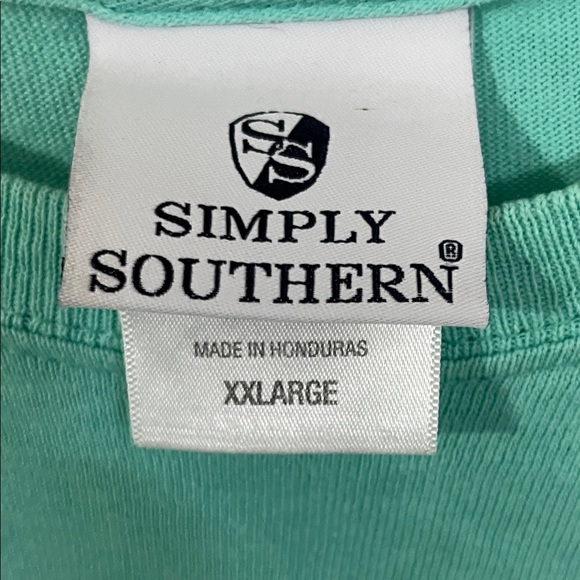 SS
SIMPLY
SOUTHERN®
MADE IN HONDURAS
XXLARGE